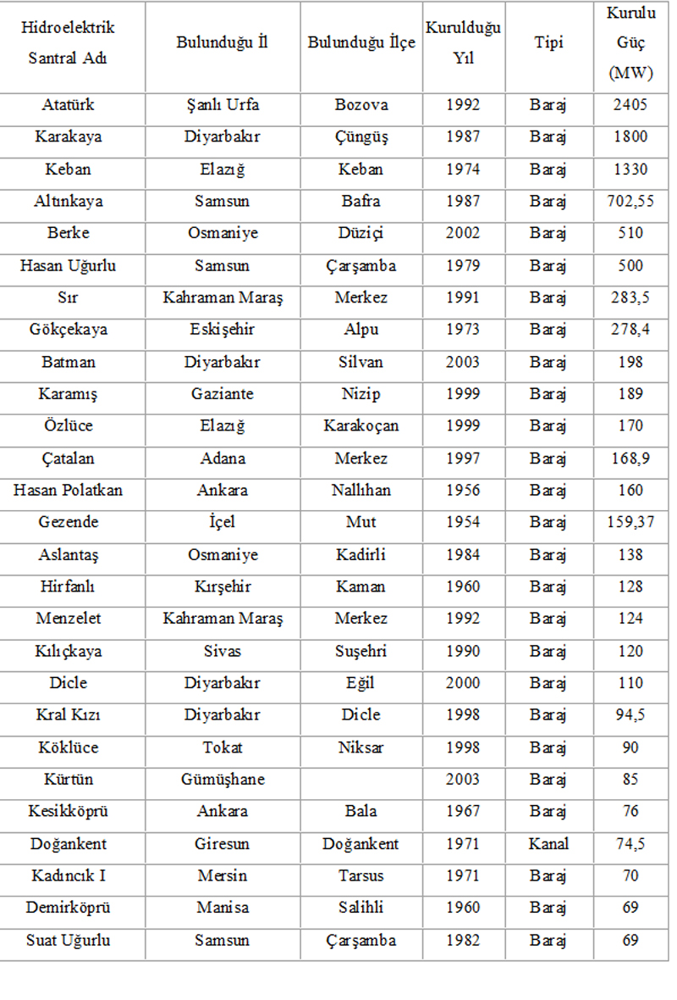 Hidroelektrik Santral Adı Bulunduğu İl Bulunduğu İlçe Kurulduğu Yıl Tipi Kurulu Güç (MW)
Atatürk Şanlı Urfa Bozova 1992 Baraj 2405
Karakaya Diyarbakır Çüngüş 1987 Baraj 1800
Keban Elazığ Keban 1974 Baraj 1330
Altınkaya Samsun Bafra 1987 Baraj 702,55
Berke Osmaniye Düziçi 2002 Baraj 510
Hasan Uğurlu Samsun Çarşamba 1979 Baraj 500
Sır Kahraman Maraş Merkez 1991 Baraj 283,5
Gökçekaya Eskişehir Alpu 1973 Baraj 278,4
Batman Diyarbakır Silvan 2003 Baraj 198
Karamış Gaziante Nizip 1999 Baraj 189
Özlüce Elazığ Karakoçan 1999 Baraj 170
Çatalan Adana Merkez 1997 Baraj 168,9
Hasan Polatkan Ankara Nallıhan 1956 Baraj 160
Gezende İçel Mut 1954 Baraj 159,37
Aslantaş Osmaniye Kadirli 1984 Baraj 138
Hirfanlı Kırşehir Kaman 1960 Baraj 128
Menzelet Kahraman Maraş Merkez 1992 Baraj 124
Kılıçkaya Sivas Suşehri 1990 Baraj 120
Dicle Diyarbakır Eğil 2000 Baraj 110
Kral Kızı Diyarbakır Dicle 1998 Baraj 94,5
Köklüce Tokat Niksar 1998 Baraj 90
Kürtün Gümüşhane 2003 Baraj 85
Kesikköprü Ankara Bala 1967 Baraj 76
Doğankent Giresun Doğankent 1971 Kanal 74,5
Kadıncık I Mersin Tarsus 1971 Baraj 70
Demirköprü Manisa Salihli 1960 Baraj 69
Suat Uğurlu Samsun Çarşamba 1982 Baraj 69